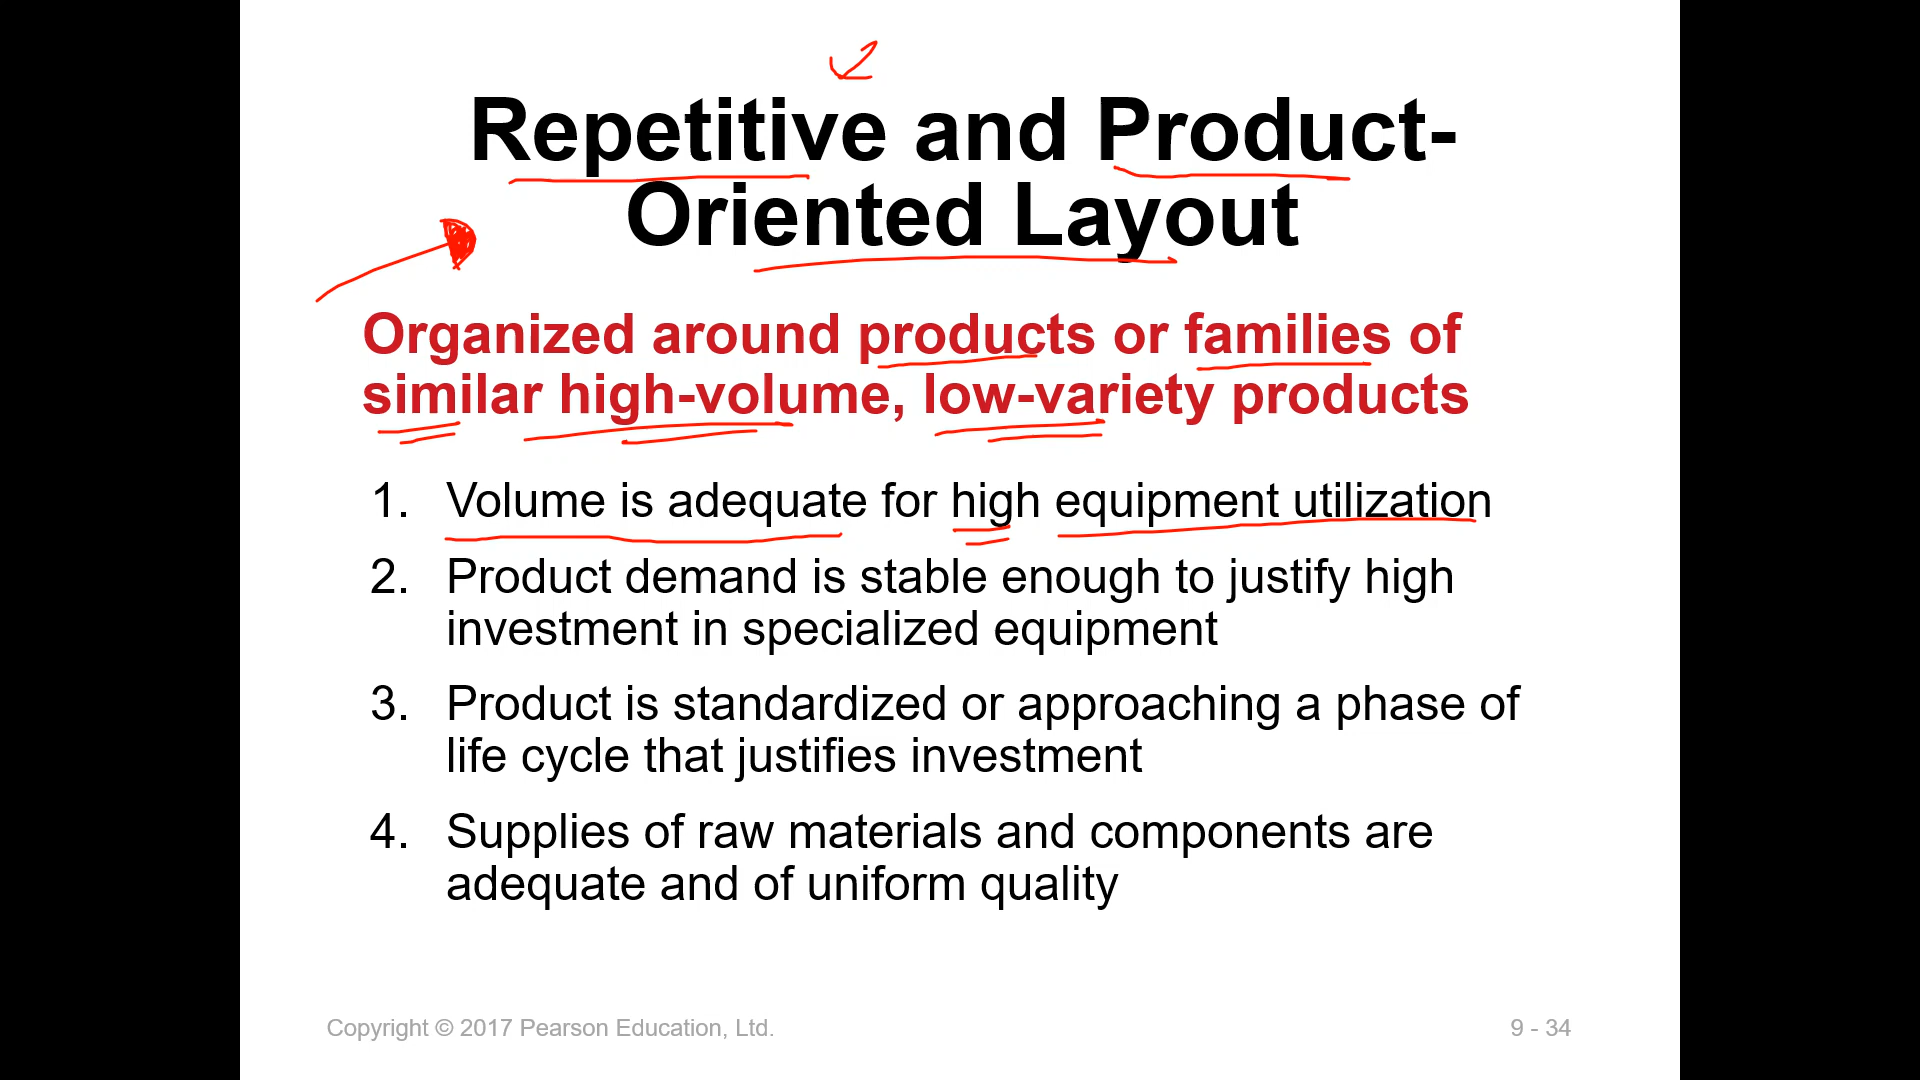 Repetitive and Product-
Oriented Layout
Organized around products or families of
similar high-volume, low-variety products
1. Volume is adequate for high equipment utilization
2. Product demand is stable enough to justify high
investment in specialized equipment
3. Product is standardized or approaching a phase of
life cycle that justifies investment
4. Supplies of raw materials and components are
adequate and of uniform quality
Copyright © 2017 Pearson Education, Ltd.
9 - 34